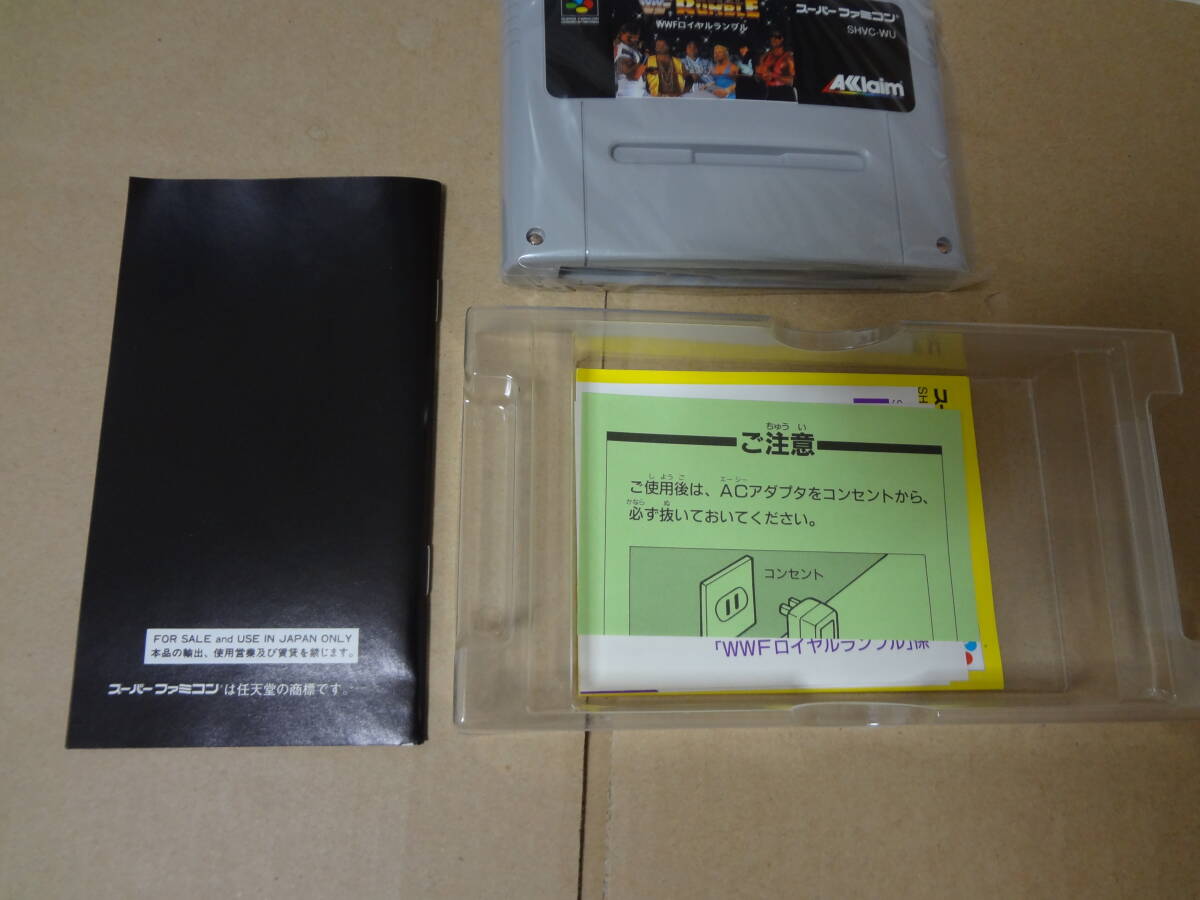 RUMBLE
WWFロイヤルランブル
スーパーファミコン
SHVC-WU
AKKlaim
FOR SALE and USE IN JAPAN ONLY
本品の輸出、使用営業及び賃貸を禁じます。
スーパーファミコンは任天堂の商標です。
SH
ちゅうい
ご注意
しようご エーシー
ご使用後は、ACアダプタをコンセントから、
かなら ぬ
必ず抜いておいてください。
コンセント
「WWFロイヤルランブル」係